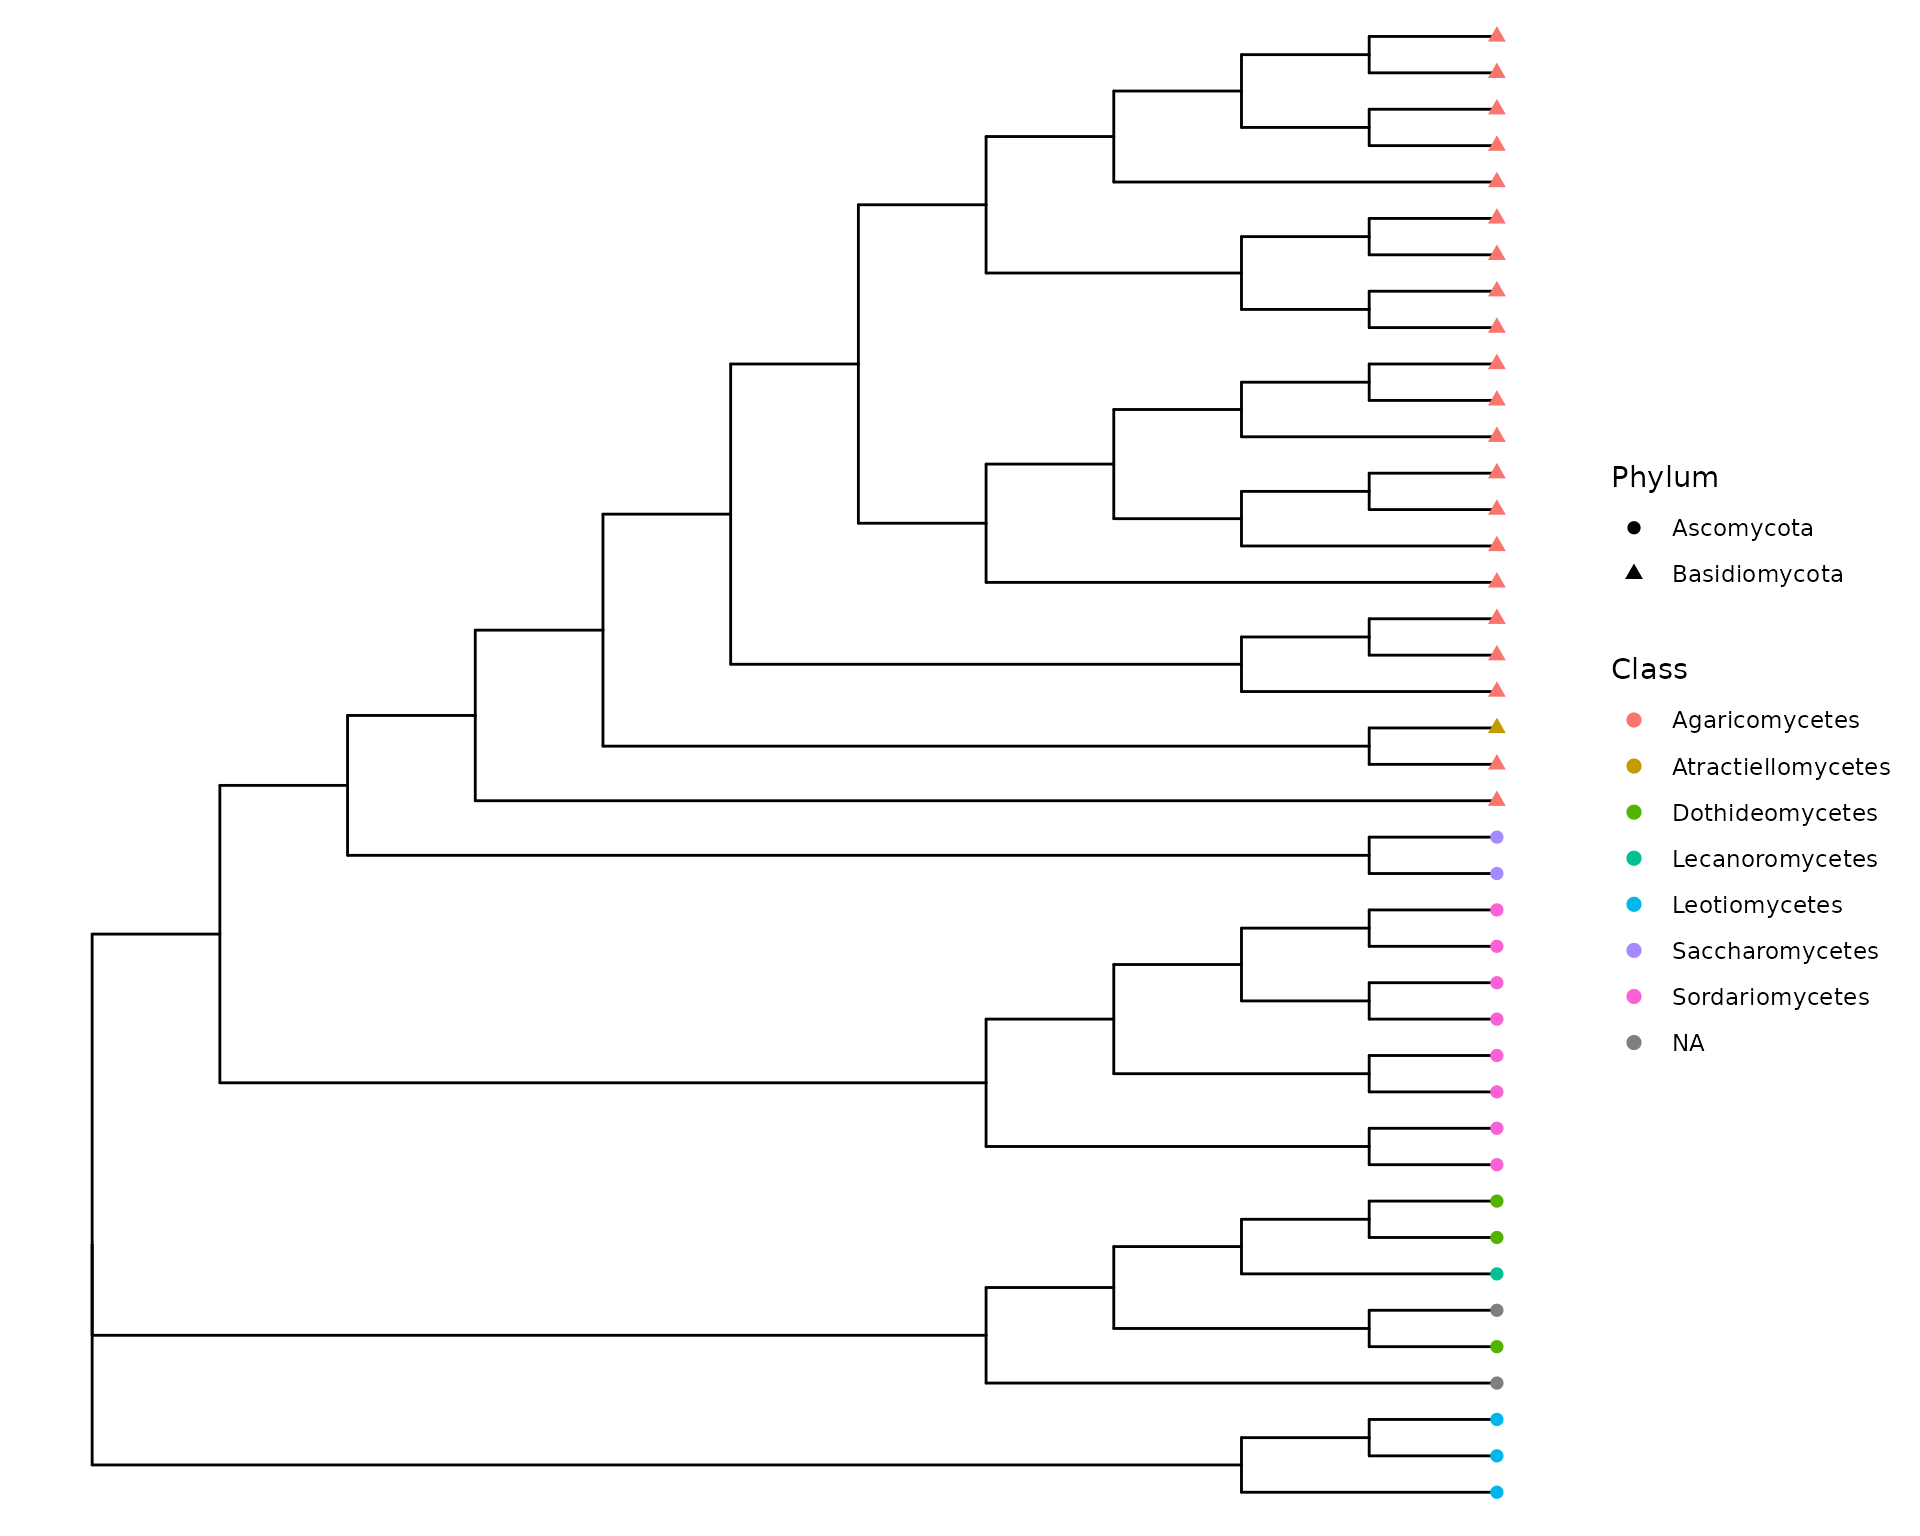 Phylum
Ascomycota
Basidiomycota
Class
Agaricomycetes
Atractiellomycetes
Dothideomycetes
Lecanoromycetes
Leotiomycetes
Saccharomycetes
Sordariomycetes
NA